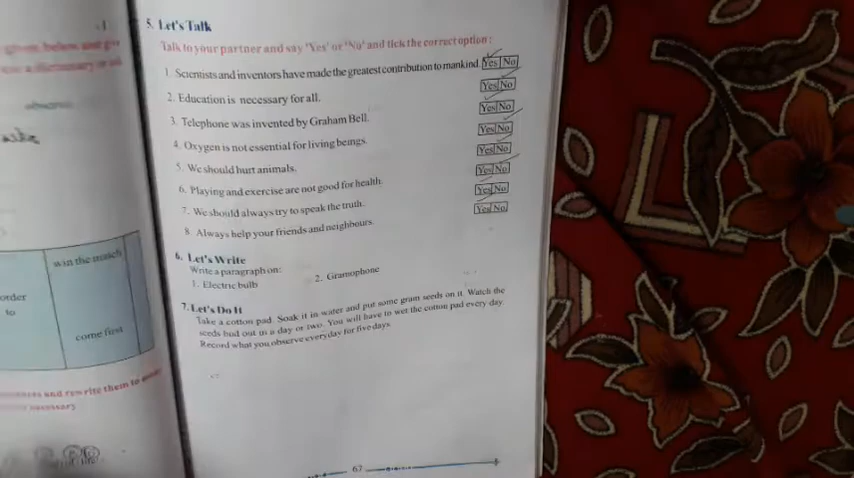 given below and
5. Let's Talk
Talk to your partner and say 'Yes' or 'No' and tick the correct option :
1. Scientists and inventors have made the greatest contribution to mankind. Yes No
2. Education is necessary for all. Yes No
3. Telephone was invented by Graham Bell. Yes No
4. Oxygen is not essential for living beings. Yes No
5. We should hurt animals. Yes No
6. Playing and exercise are not good for health. Yes No
7. We should always try to speak the truth. Yes No
8. Always help your friends and neighbours. Yes No
6. Let's Write
Write a paragraph on:
1. Electric bulb 2. Gramophone
7. Let's Do It
Take a cotton pad. Soak it in water and put some gram seeds on it. Watch the
seeds bud out in a day or two. You will have to wet the cotton pad every day.
Record what you observe everyday for five days.
67
win the match
order
to
come first
and rewrite them to
necessary